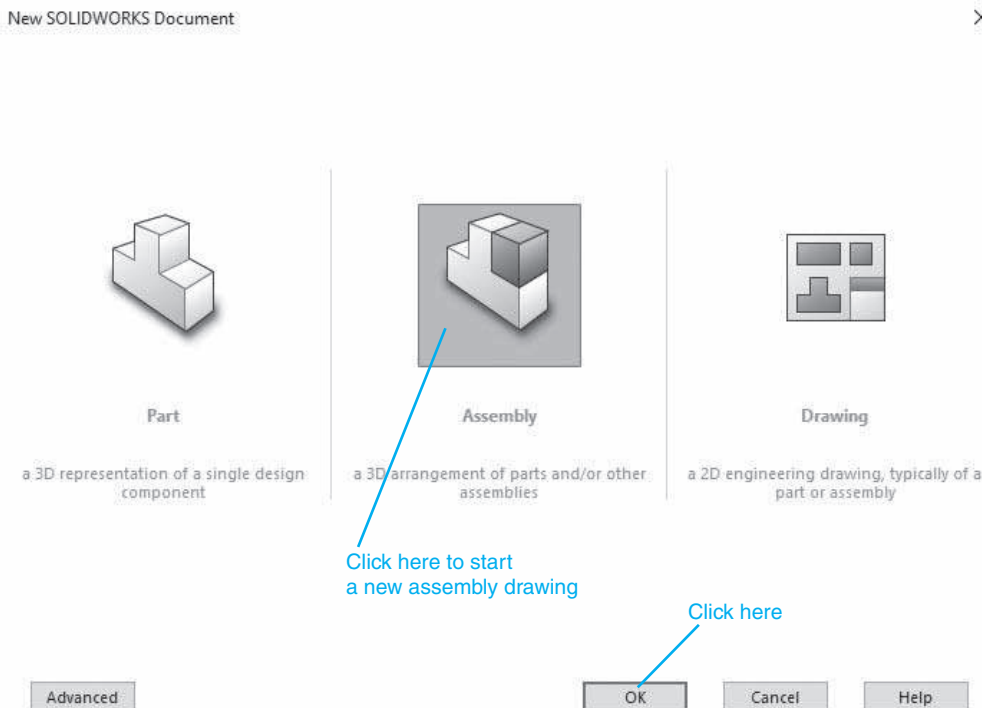 New SOLIDWORKS Document
Part
a 3D representation of a single design
component
Assembly
a 3D arrangement of parts and/or other
assemblies
Drawing
a 2D engineering drawing, typically of a
part or assembly
Click here to start
a new assembly drawing
Click here
Advanced
OK
Cancel
Help